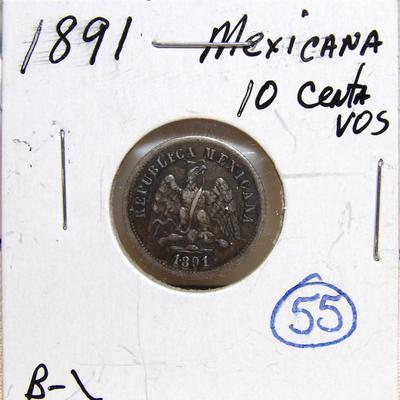 1891 Mexicana
10 Centa
vos
REPUBLICA MEXICANA
1891
55
B-1